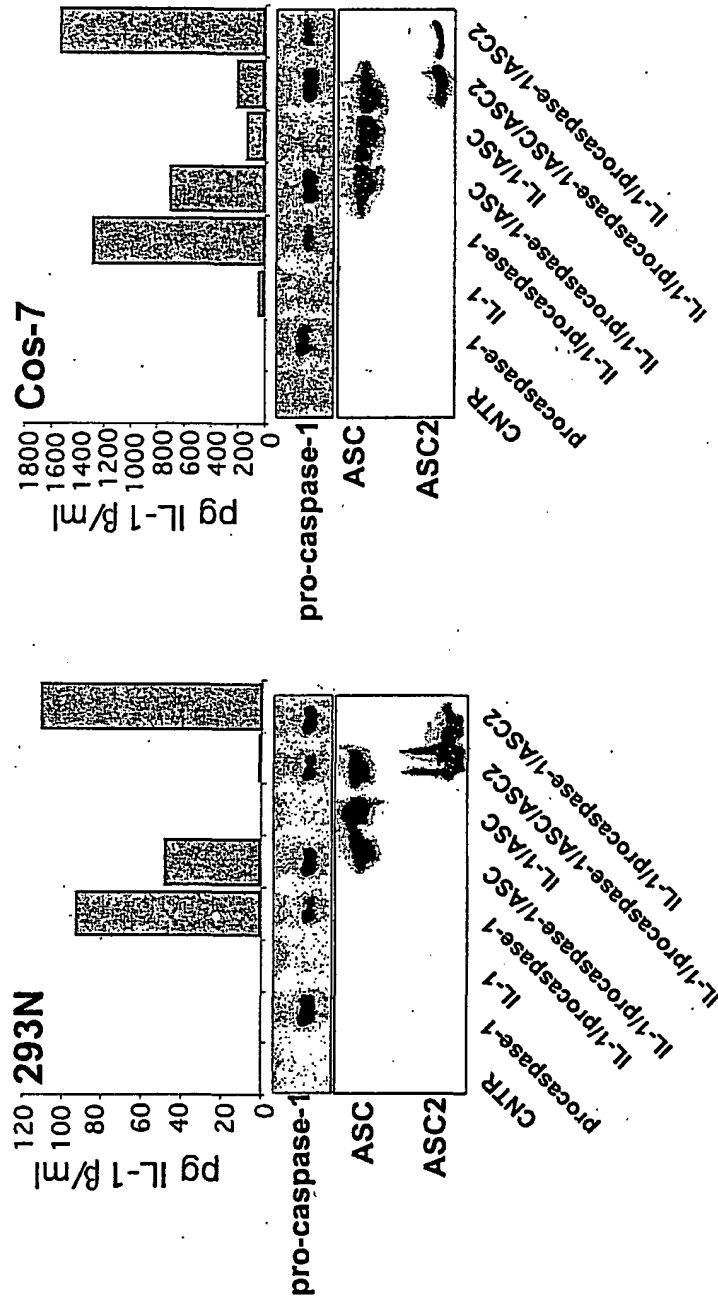 293N
120
100
80
60
40
20
0
pg IL-1β/ml
pro-caspase-1
ASC
ASC2
CNTR
procaspase-1
IL-1
IL-1/procaspase-1
IL-1/procaspase-1/ASC
IL-1/ASC
IL-1/procaspase-1/ASC/ASC2
IL-1/procaspase-1/ASC2
Cos-7
1800
1600
1400
1200
1000
800
600
400
200
0
pg IL-1β/ml
pro-caspase-1
ASC
ASC2
CNTR
procaspase-1
IL-1
IL-1/procaspase-1
IL-1/procaspase-1/ASC
IL-1/ASC
IL-1/procaspase-1/ASC/ASC2
IL-1/procaspase-1/ASC2